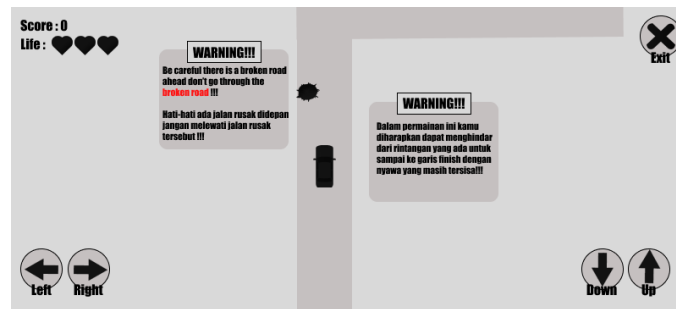 Score : 0
Life :
Exit
WARNING!!!
Be careful there is a broken road
ahead don't go through the
broken road !!!
Hati-hati ada jalan rusak didepan
jangan melewati jalan rusak
tersebut !!!
WARNING!!!
Dalam permainan ini kamu
diharapkan dapat menghindar
dari rintangan yang ada untuk
sampai ke garis finish dengan
nyawa yang masih tersisa!!!
Left
Right
Down
Up